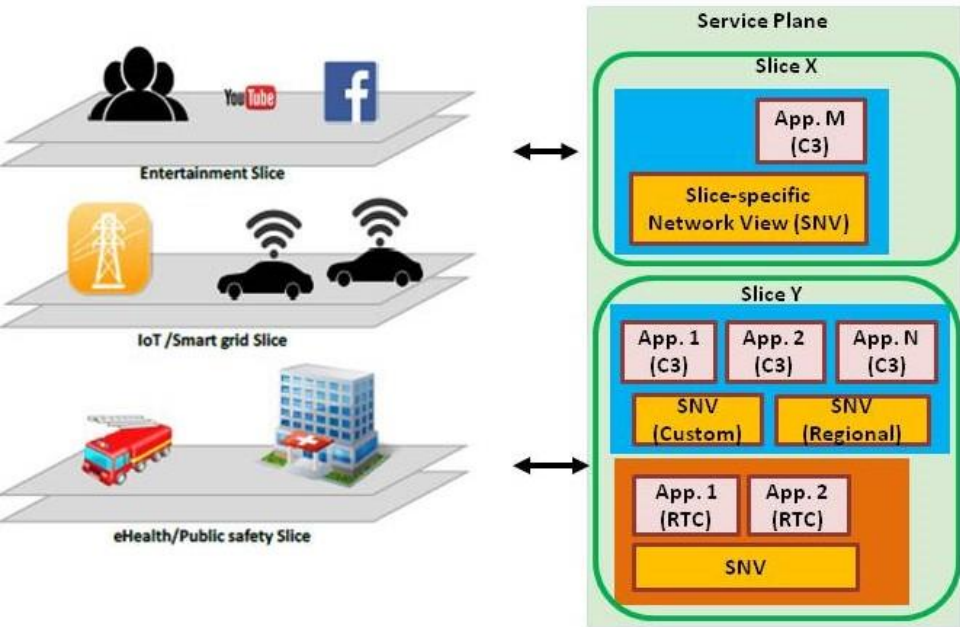 YouTube
f
Entertainment Slice
IoT /Smart grid Slice
eHealth/Public safety Slice
Service Plane
Slice X
App. M
(C3)
Slice-specific
Network View (SNV)
Slice Y
App. 1
(C3)
App. 2
(C3)
App. N
(C3)
SNV
(Custom)
SNV
(Regional)
App. 1
(RTC)
App. 2
(RTC)
SNV